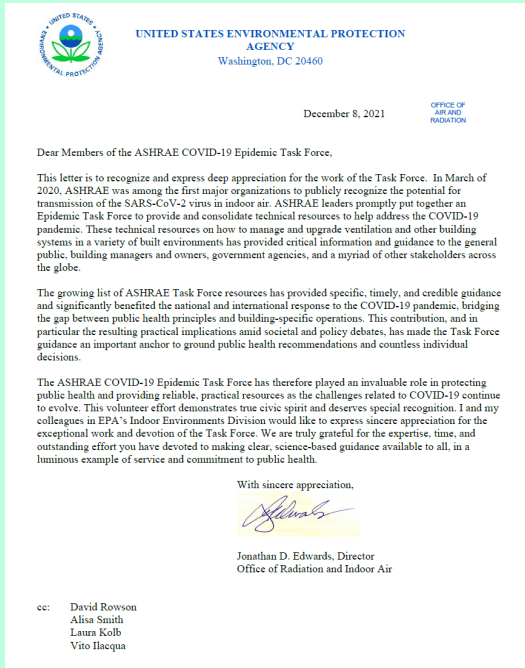 UNITED STATES ENVIRONMENTAL PROTECTION AGENCY
UNITED STATES ENVIRONMENTAL PROTECTION
AGENCY
Washington, DC 20460
December 8, 2021
OFFICE OF
AIR AND
RADIATION
Dear Members of the ASHRAE COVID-19 Epidemic Task Force,
This letter is to recognize and express deep appreciation for the work of the Task Force. In March of
2020, ASHRAE was among the first major organizations to publicly recognize the potential for
transmission of the SARS-CoV-2 virus in indoor air. ASHRAE leaders promptly put together an
Epidemic Task Force to provide and consolidate technical resources to help address the COVID-19
pandemic. These technical resources on how to manage and upgrade ventilation and other building
systems in a variety of built environments has provided critical information and guidance to the general
public, building managers and owners, government agencies, and a myriad of other stakeholders across
the globe.
The growing list of ASHRAE Task Force resources has provided specific, timely, and credible guidance
and significantly benefited the national and international response to the COVID-19 pandemic, bridging
the gap between public health principles and building-specific operations. This contribution, and in
particular the resulting practical implications amid societal and policy debates, has made the Task Force
guidance an important anchor to ground public health recommendations and countless individual
decisions.
The ASHRAE COVID-19 Epidemic Task Force has therefore played an invaluable role in protecting
public health and providing reliable, practical resources as the challenges related to COVID-19 continue
to evolve. This volunteer effort demonstrates true civic spirit and deserves special recognition. I and my
colleagues in EPA's Indoor Environments Division would like to express sincere appreciation for the
exceptional work and devotion of the Task Force. We are truly grateful for the expertise, time, and
outstanding effort you have devoted to making clear, science-based guidance available to all, in a
luminous example of service and commitment to public health.
With sincere appreciation,
Jonathan D. Edwards, Director
Office of Radiation and Indoor Air
cc: David Rowson
Alisa Smith
Laura Kolb
Vito Ilacqua